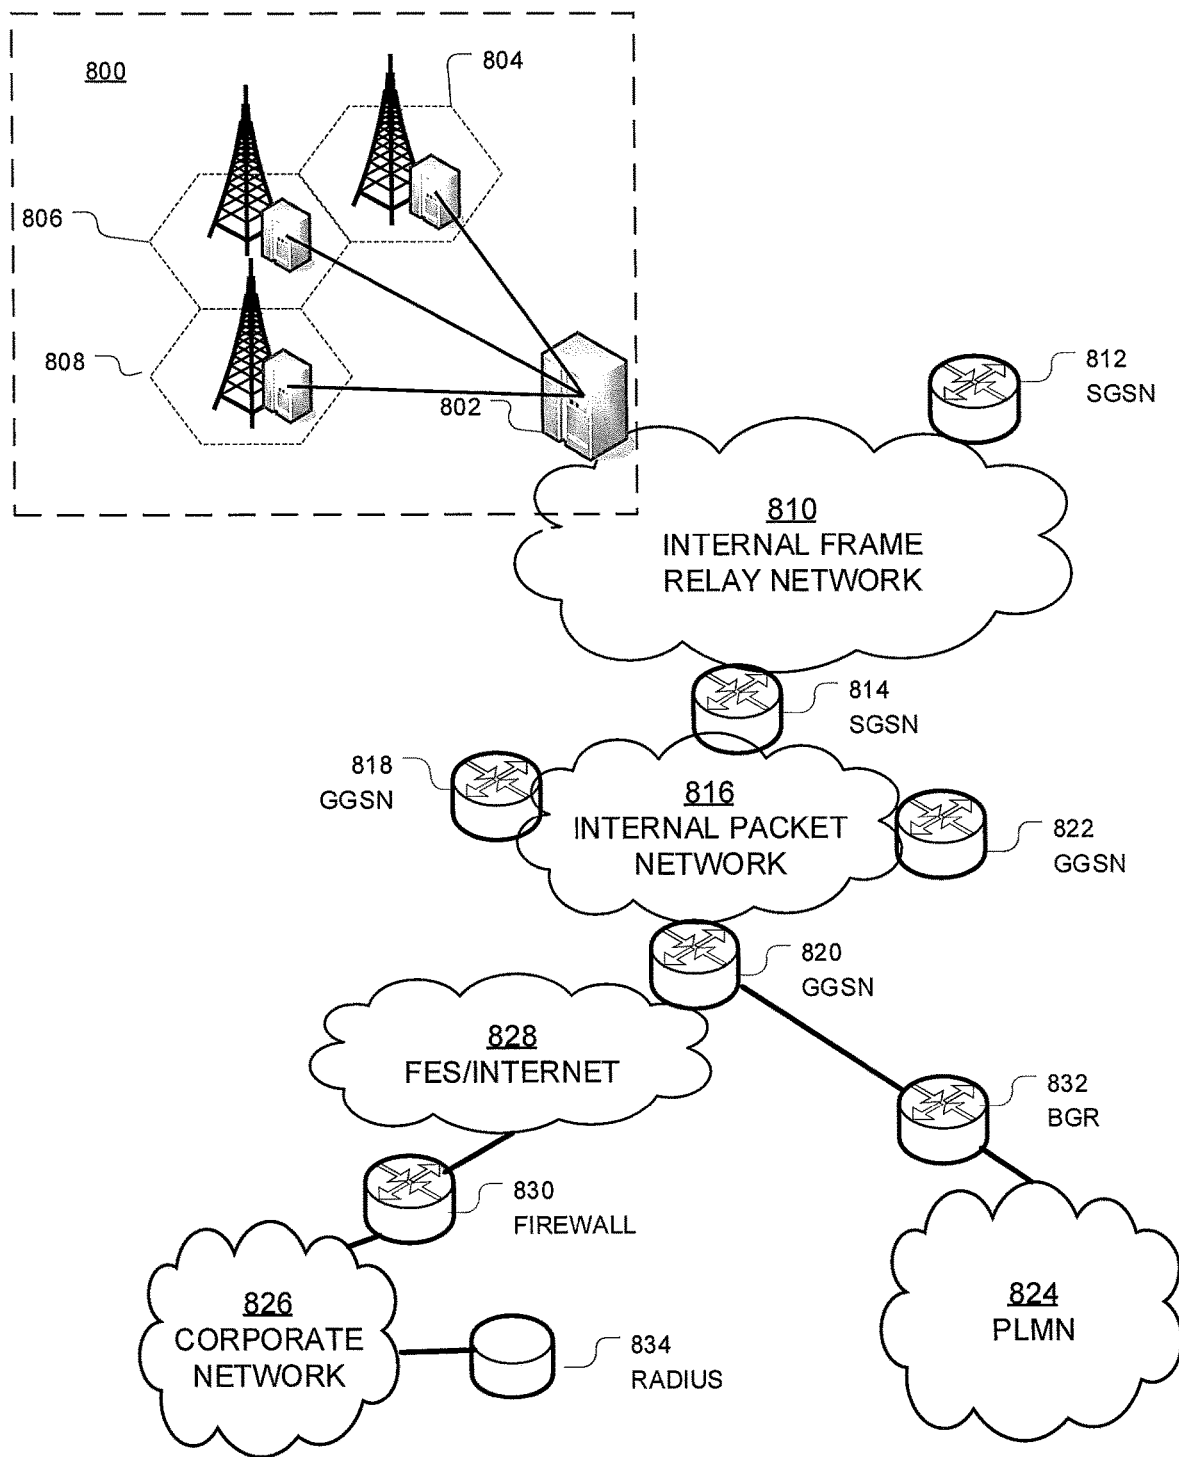 800
804
806
808
802
812
SGSN
810
INTERNAL FRAME
RELAY NETWORK
814
SGSN
818
GGSN
816
INTERNAL PACKET
NETWORK
822
GGSN
820
GGSN
828
FES/INTERNET
832
BGR
830
FIREWALL
826
CORPORATE
NETWORK
834
RADIUS
824
PLMN